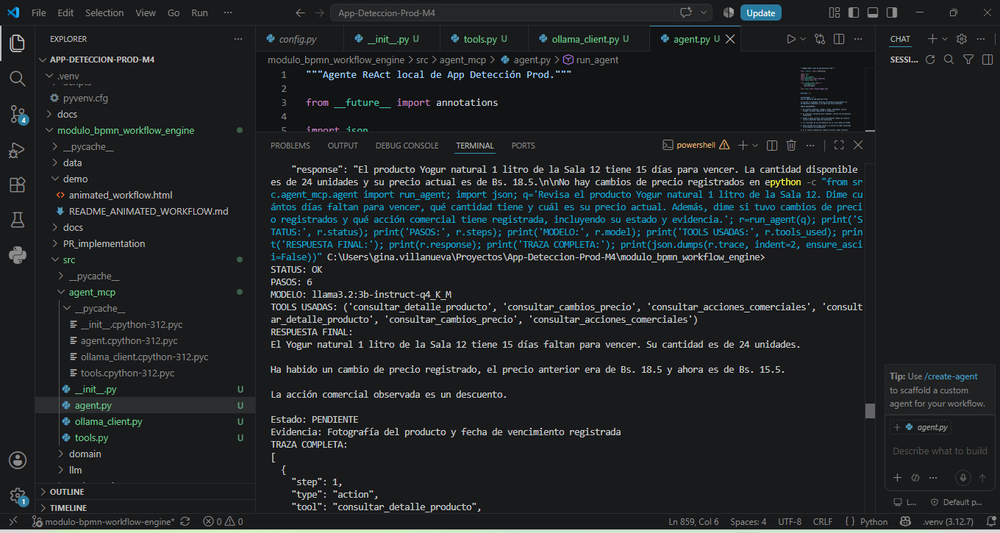 File Edit Selection View Go Run ··· App-Deteccion-Prod-M4 Update
EXPLORER ···
APP-DETECCION-PROD-M4
.venv
Scripts
pyvenv.cfg
docs
modulo_bpmn_workflow_engine
__pycache__
data
demo
animated_workflow.html
README_ANIMATED_WORKFLOW.md
docs
PR_implementation
src
__pycache__
agent_mcp
__pycache__
__init__.cpython-312.pyc
agent.cpython-312.pyc
ollama_client.cpython-312.pyc
tools.cpython-312.pyc
__init__.py U
agent.py U
ollama_client.py U
tools.py U
domain
llm
OUTLINE
TIMELINE
4
1
config.py __init__.py U tools.py U ollama_client.py U agent.py U
modulo_bpmn_workflow_engine > src > agent_mcp > agent.py > run_agent
1 """Agente ReAct local de App Detección Prod."""
2
3 from __future__ import annotations
4
5 import json
PROBLEMS OUTPUT DEBUG CONSOLE TERMINAL PORTS powershell
"response": "El producto Yogur natural 1 litro de la Sala 12 tiene 15 días para vencer. La cantidad disponible
es de 24 unidades y su precio actual es de Bs. 18.5.\n\nNo hay cambios de precio registrados en epython -c "from sr
c.agent_mcp.agent import run_agent; import json; q='Revisa el producto Yogur natural 1 litro de la Sala 12. Dime cu
ántos días faltan para vencer, qué cantidad tiene y cuál es su precio actual. Además, dime si tuvo cambios de preci
o registrados y qué acción comercial tiene registrada, incluyendo su estado y evidencia.'; r=run_agent(q); print('S
TATUS:', r.status); print('PASOS:', r.steps); print('MODELO:', r.model); print('TOOLS USADAS:', r.tools_used); prin
t('RESPUESTA FINAL:'); print(r.response); print('TRAZA COMPLETA:'); print(json.dumps(r.trace, indent=2, ensure_asci
i=False))" C:\Users\gina.villanueva\Proyectos\App-Deteccion-Prod-M4\modulo_bpmn_workflow_engine>
STATUS: OK
PASOS: 6
MODELO: llama3.2:3b-instruct-q4_K_M
TOOLS USADAS: ('consultar_detalle_producto', 'consultar_cambios_precio', 'consultar_acciones_comerciales', 'consult
ar_detalle_producto', 'consultar_cambios_precio', 'consultar_acciones_comerciales')
RESPUESTA FINAL:
El Yogur natural 1 litro de la Sala 12 tiene 15 días faltan para vencer. Su cantidad es de 24 unidades.
Ha habido un cambio de precio registrado, el precio anterior era de Bs. 18.5 y ahora es de Bs. 15.5.
La acción comercial observada es un descuento.
Estado: PENDIENTE
Evidencia: Fotografía del producto y fecha de vencimiento registrada
TRAZA COMPLETA:
[
{
"step": 1,
"type": "action",
"tool": "consultar_detalle_producto",
CHAT
SESSI...
Tip: Use /create-agent
to scaffold a custom
agent for your workflow.
agent.py
Describe what to build
L... Default p...
modulo-bpmn-workflow-engine* 0 0 Ln 859, Col 6 Spaces: 4 UTF-8 CRLF { } Python .venv (3.12.7)